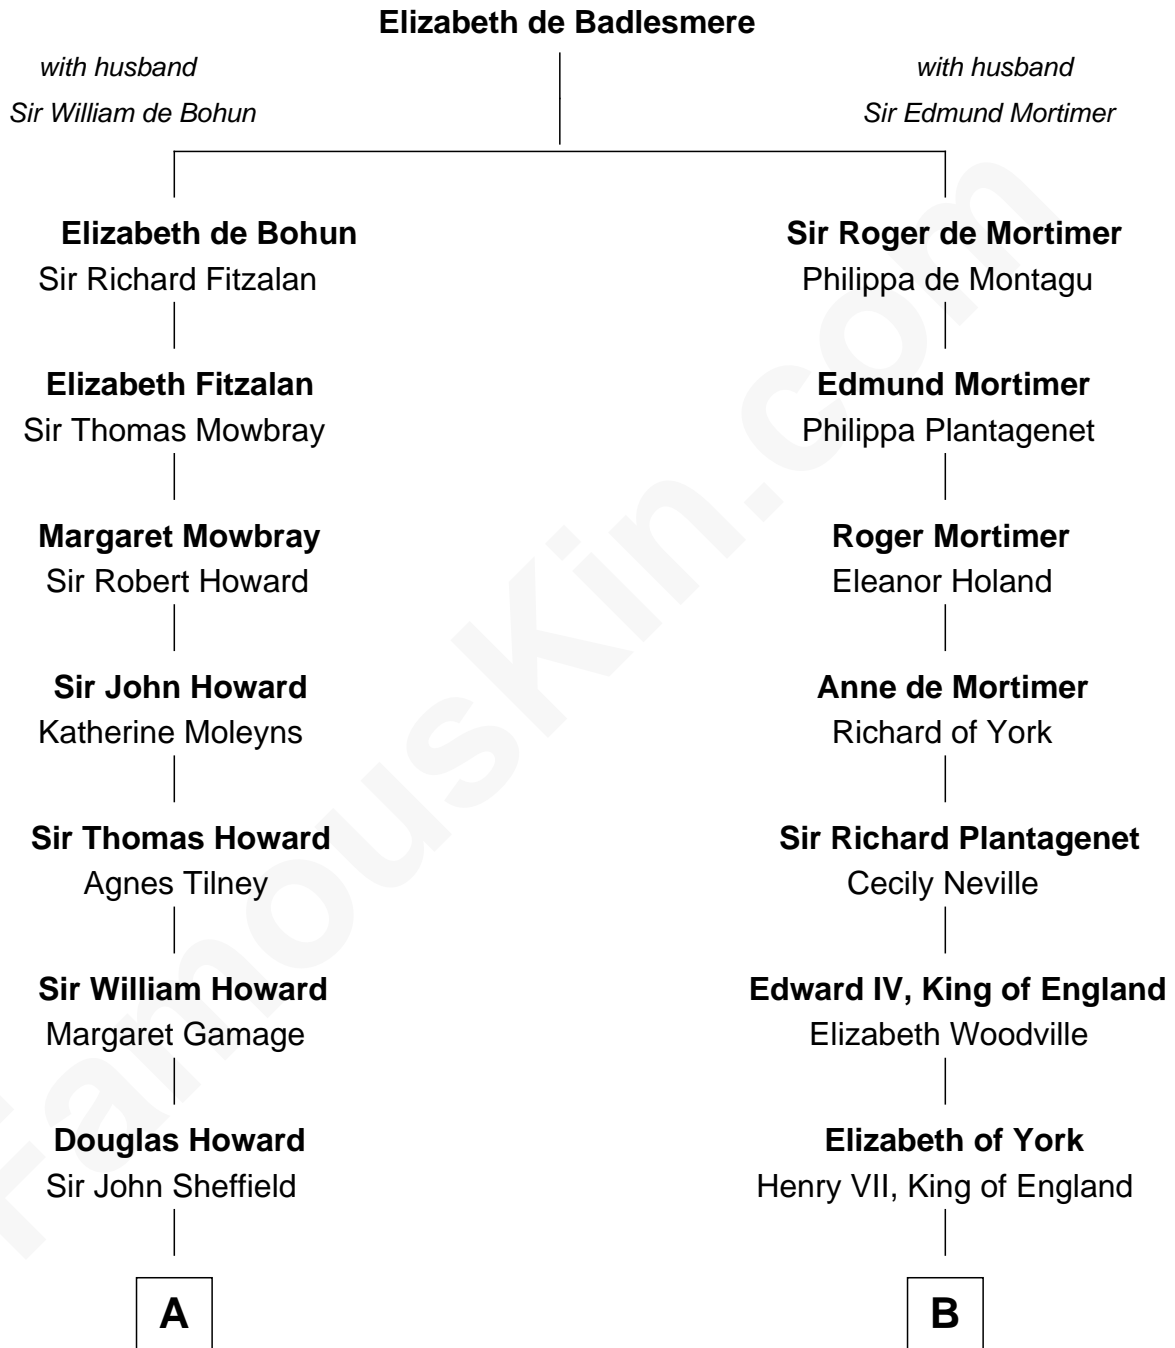 Elizabeth de Badlesmere
with husband
Sir William de Bohun
with husband
Sir Edmund Mortimer
Elizabeth de Bohun
Sir Richard Fitzalan
Sir Roger de Mortimer
Philippa de Montagu
Elizabeth Fitzalan
Sir Thomas Mowbray
Edmund Mortimer
Philippa Plantagenet
Margaret Mowbray
Sir Robert Howard
Roger Mortimer
Eleanor Holand
Sir John Howard
Katherine Moleyns
Anne de Mortimer
Richard of York
Sir Thomas Howard
Agnes Tilney
Sir Richard Plantagenet
Cecily Neville
Sir William Howard
Margaret Gamage
Edward IV, King of England
Elizabeth Woodville
Douglas Howard
Sir John Sheffield
Elizabeth of York
Henry VII, King of England
A
B
FamousKin.com